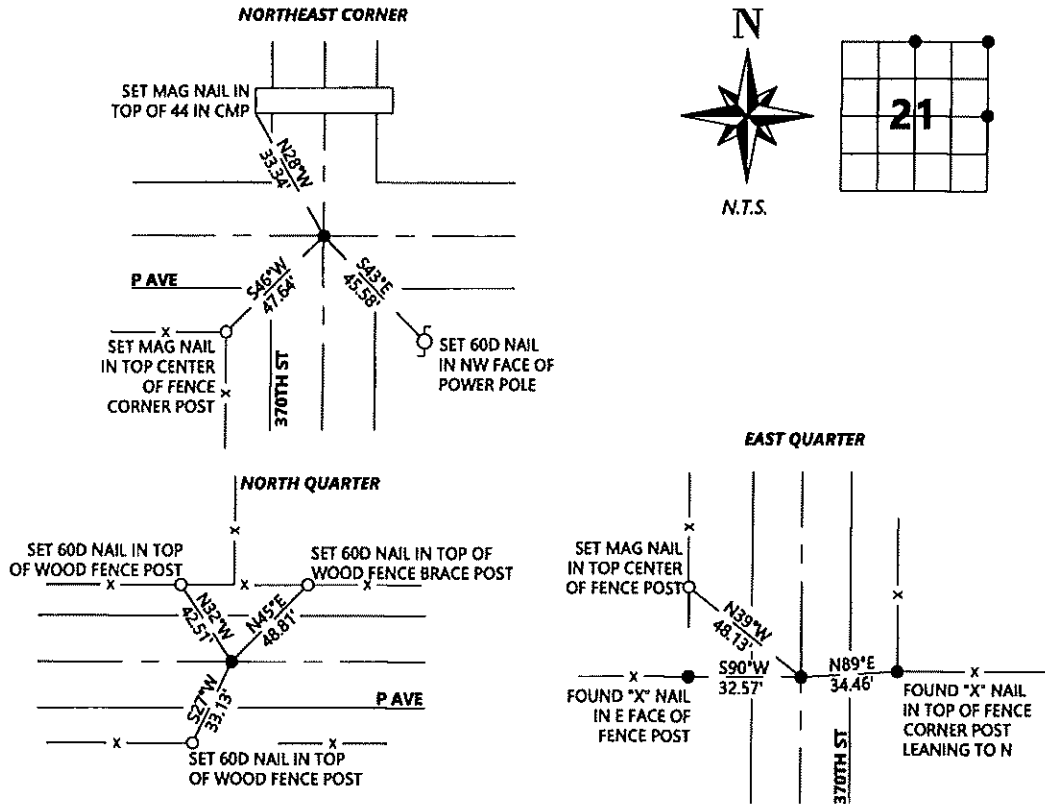 NORTHEAST CORNER
SET MAG NAIL IN
TOP OF 44 IN CMP
N28°W
33.34'
P AVE
S46°W
47.64'
S43°E
45.58'
SET MAG NAIL
IN TOP CENTER
OF FENCE
CORNER POST
X
X
370TH ST
SET 60D NAIL
IN NW FACE OF
POWER POLE
N
N.T.S.
21
NORTH QUARTER
X
SET 60D NAIL IN TOP
OF WOOD FENCE POST
SET 60D NAIL IN TOP OF
WOOD FENCE BRACE POST
X
X
X
N32°W
42.51'
N45°E
48.81'
S27°W
33.13'
P AVE
X
X
SET 60D NAIL IN TOP
OF WOOD FENCE POST
EAST QUARTER
X
SET MAG NAIL
IN TOP CENTER
OF FENCE POST
X
N39°W
48.13'
S90°W
32.57'
N89°E
34.46'
X
X
FOUND "X" NAIL
IN E FACE OF
FENCE POST
370TH ST
FOUND "X" NAIL
IN TOP OF FENCE
CORNER POST
LEANING TO N